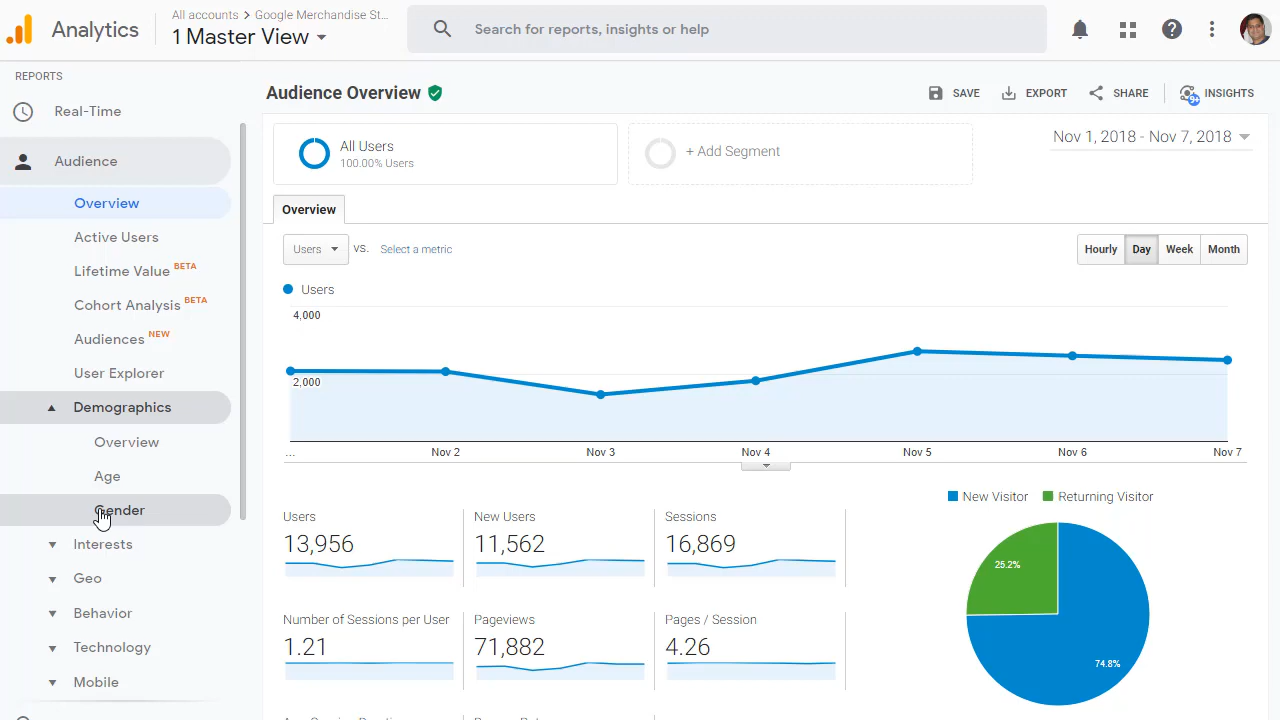 Analytics
All accounts > Google Merchandise St...
1 Master View
Search for reports, insights or help
REPORTS
Real-Time
Audience
Overview
Active Users
Lifetime Value BETA
Cohort Analysis BETA
Audiences NEW
User Explorer
Demographics
Overview
Age
Gender
Interests
Geo
Behavior
Technology
Mobile
Audience Overview
SAVE
EXPORT
SHARE
9+
INSIGHTS
All Users
100.00% Users
+ Add Segment
Nov 1, 2018 - Nov 7, 2018
Overview
Users
VS.
Select a metric
Hourly
Day
Week
Month
Users
4,000
2,000
...
Nov 2
Nov 3
Nov 4
Nov 5
Nov 6
Nov 7
New Visitor
Returning Visitor
Users
13,956
New Users
11,562
Sessions
16,869
Number of Sessions per User
1.21
Pageviews
71,882
Pages / Session
4.26
25.2%
74.8%